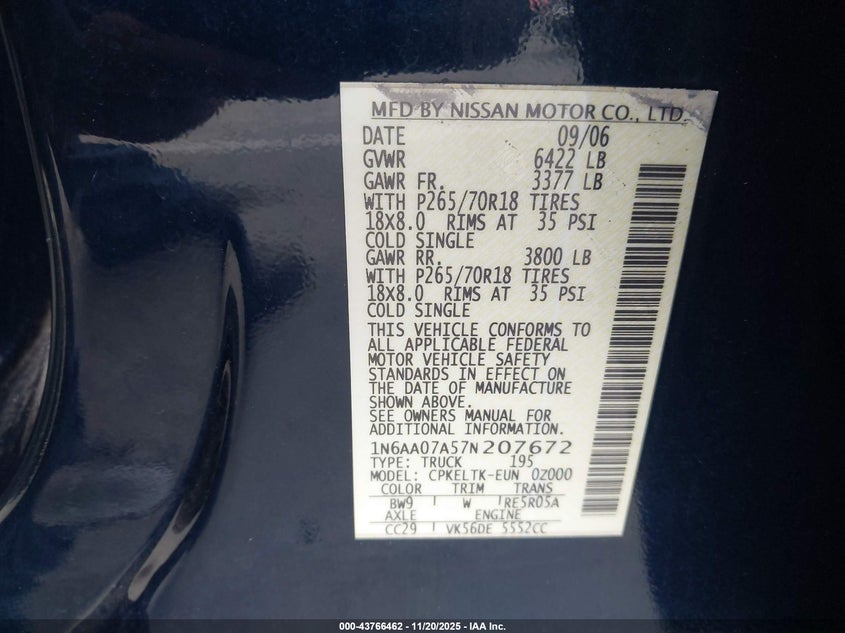 MFD BY NISSAN MOTOR CO., LTD.
DATE 09/06
GVWR 6422 LB
GAWR FR. 3377 LB
WITH P265/70R18 TIRES
18X8.0 RIMS AT 35 PSI
COLD SINGLE
GAWR RR. 3800 LB
WITH P265/70R18 TIRES
18X8.0 RIMS AT 35 PSI
COLD SINGLE
THIS VEHICLE CONFORMS TO
ALL APPLICABLE FEDERAL
MOTOR VEHICLE SAFETY
STANDARDS IN EFFECT ON
THE DATE OF MANUFACTURE
SHOWN ABOVE.
SEE OWNERS MANUAL FOR
ADDITIONAL INFORMATION.
1N6AA07A57N207672
TYPE: TRUCK 195
MODEL: CPKELTK-EUN 0Z000
COLOR TRIM TRANS
BW9 W RE5R05A
AXLE ENGINE
CC29 VK56DE 5552CC
000-43766462 - 11/20/2025 - IAA Inc.